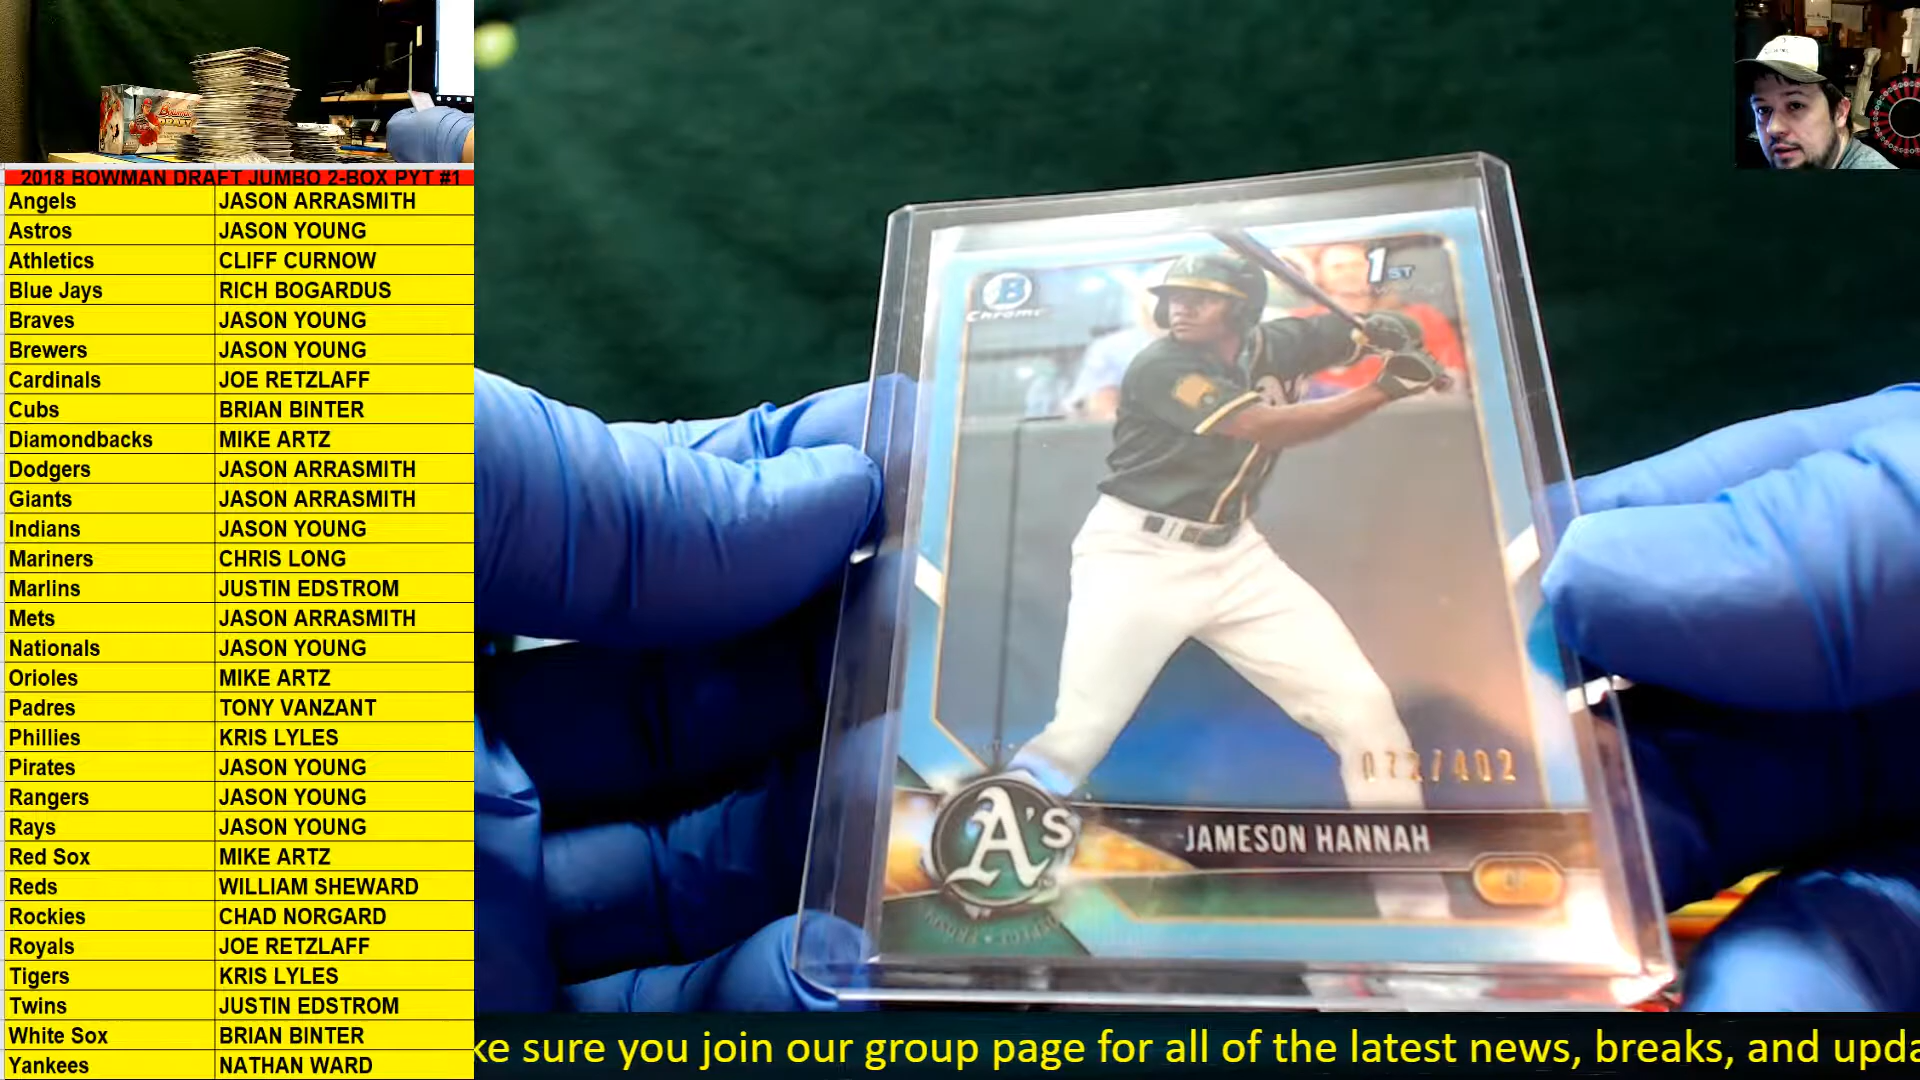 2018 BOWMAN DRAFT JUMBO 2-BOX PYT #1
Angels JASON ARRASMITH
Astros JASON YOUNG
Athletics CLIFF CURNOW
Blue Jays RICH BOGARDUS
Braves JASON YOUNG
Brewers JASON YOUNG
Cardinals JOE RETZLAFF
Cubs BRIAN BINTER
Diamondbacks MIKE ARTZ
Dodgers JASON ARRASMITH
Giants JASON ARRASMITH
Indians JASON YOUNG
Mariners CHRIS LONG
Marlins JUSTIN EDSTROM
Mets JASON ARRASMITH
Nationals JASON YOUNG
Orioles MIKE ARTZ
Padres TONY VANZANT
Phillies KRIS LYLES
Pirates JASON YOUNG
Rangers JASON YOUNG
Rays JASON YOUNG
Red Sox MIKE ARTZ
Reds WILLIAM SHEWARD
Rockies CHAD NORGARD
Royals JOE RETZLAFF
Tigers KRIS LYLES
Twins JUSTIN EDSTROM
White Sox BRIAN BINTER
Yankees NATHAN WARD
B
Chrome
1ST
A's
JAMESON HANNAH
ke sure you join our group page for all of the latest news, breaks, and upda